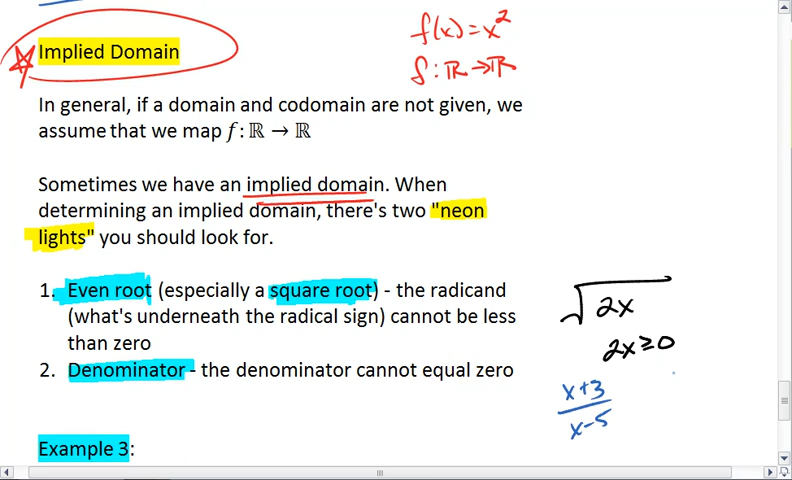 Implied Domain
f(x) = x²
f: ℝ → ℝ
In general, if a domain and codomain are not given, we
assume that we map f: ℝ → ℝ
Sometimes we have an implied domain. When
determining an implied domain, there's two "neon
lights" you should look for.
1. Even root (especially a square root) - the radicand
(what's underneath the radical sign) cannot be less
than zero
2. Denominator - the denominator cannot equal zero
√2x
2x ≥ 0
x+3
x-5
Example 3: